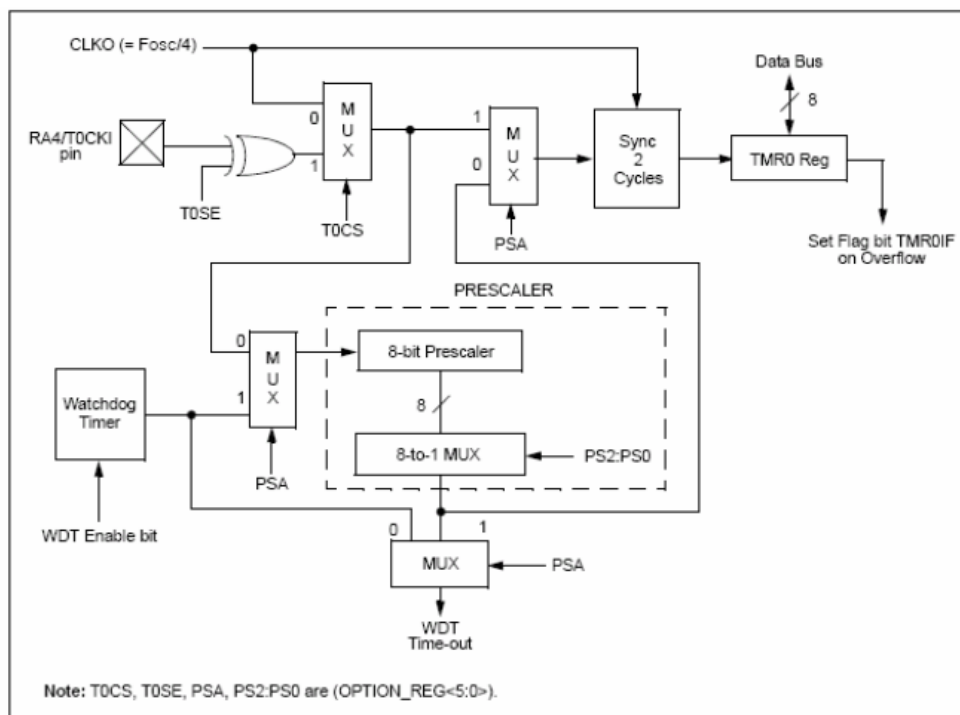 CLKO (= Fosc/4)
Data Bus
8
RA4/T0CKI
pin
0
1
M
U
X
T0SE
T0CS
1
0
M
U
X
PSA
Sync
2
Cycles
TMR0 Reg
Set Flag bit TMR0IF
on Overflow
PRESCALER
0
1
M
U
X
8-bit Prescaler
Watchdog
Timer
8
8-to-1 MUX
PS2:PS0
PSA
WDT Enable bit
0
1
MUX
PSA
WDT
Time-out
Note: T0CS, T0SE, PSA, PS2:PS0 are (OPTION_REG<5:0>).